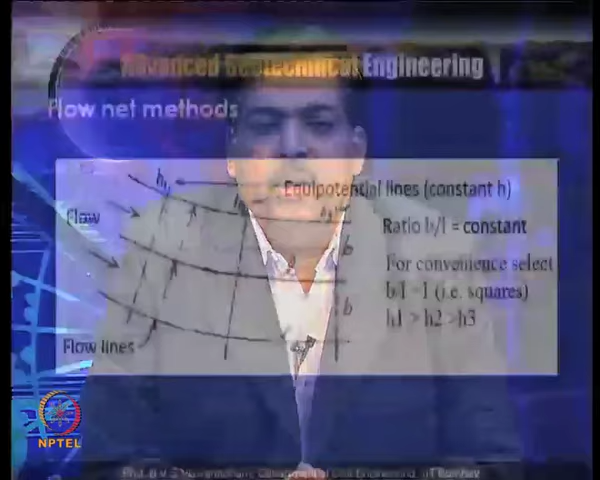 Advanced Geotechnical Engineering
Flow net methods
Equipotential lines (constant h)
Flow
Ratio b/l = constant
b
For convenience select
b/l =1 (i.e. squares)
b
h1 > h2 >h3
Flow lines
NPTEL